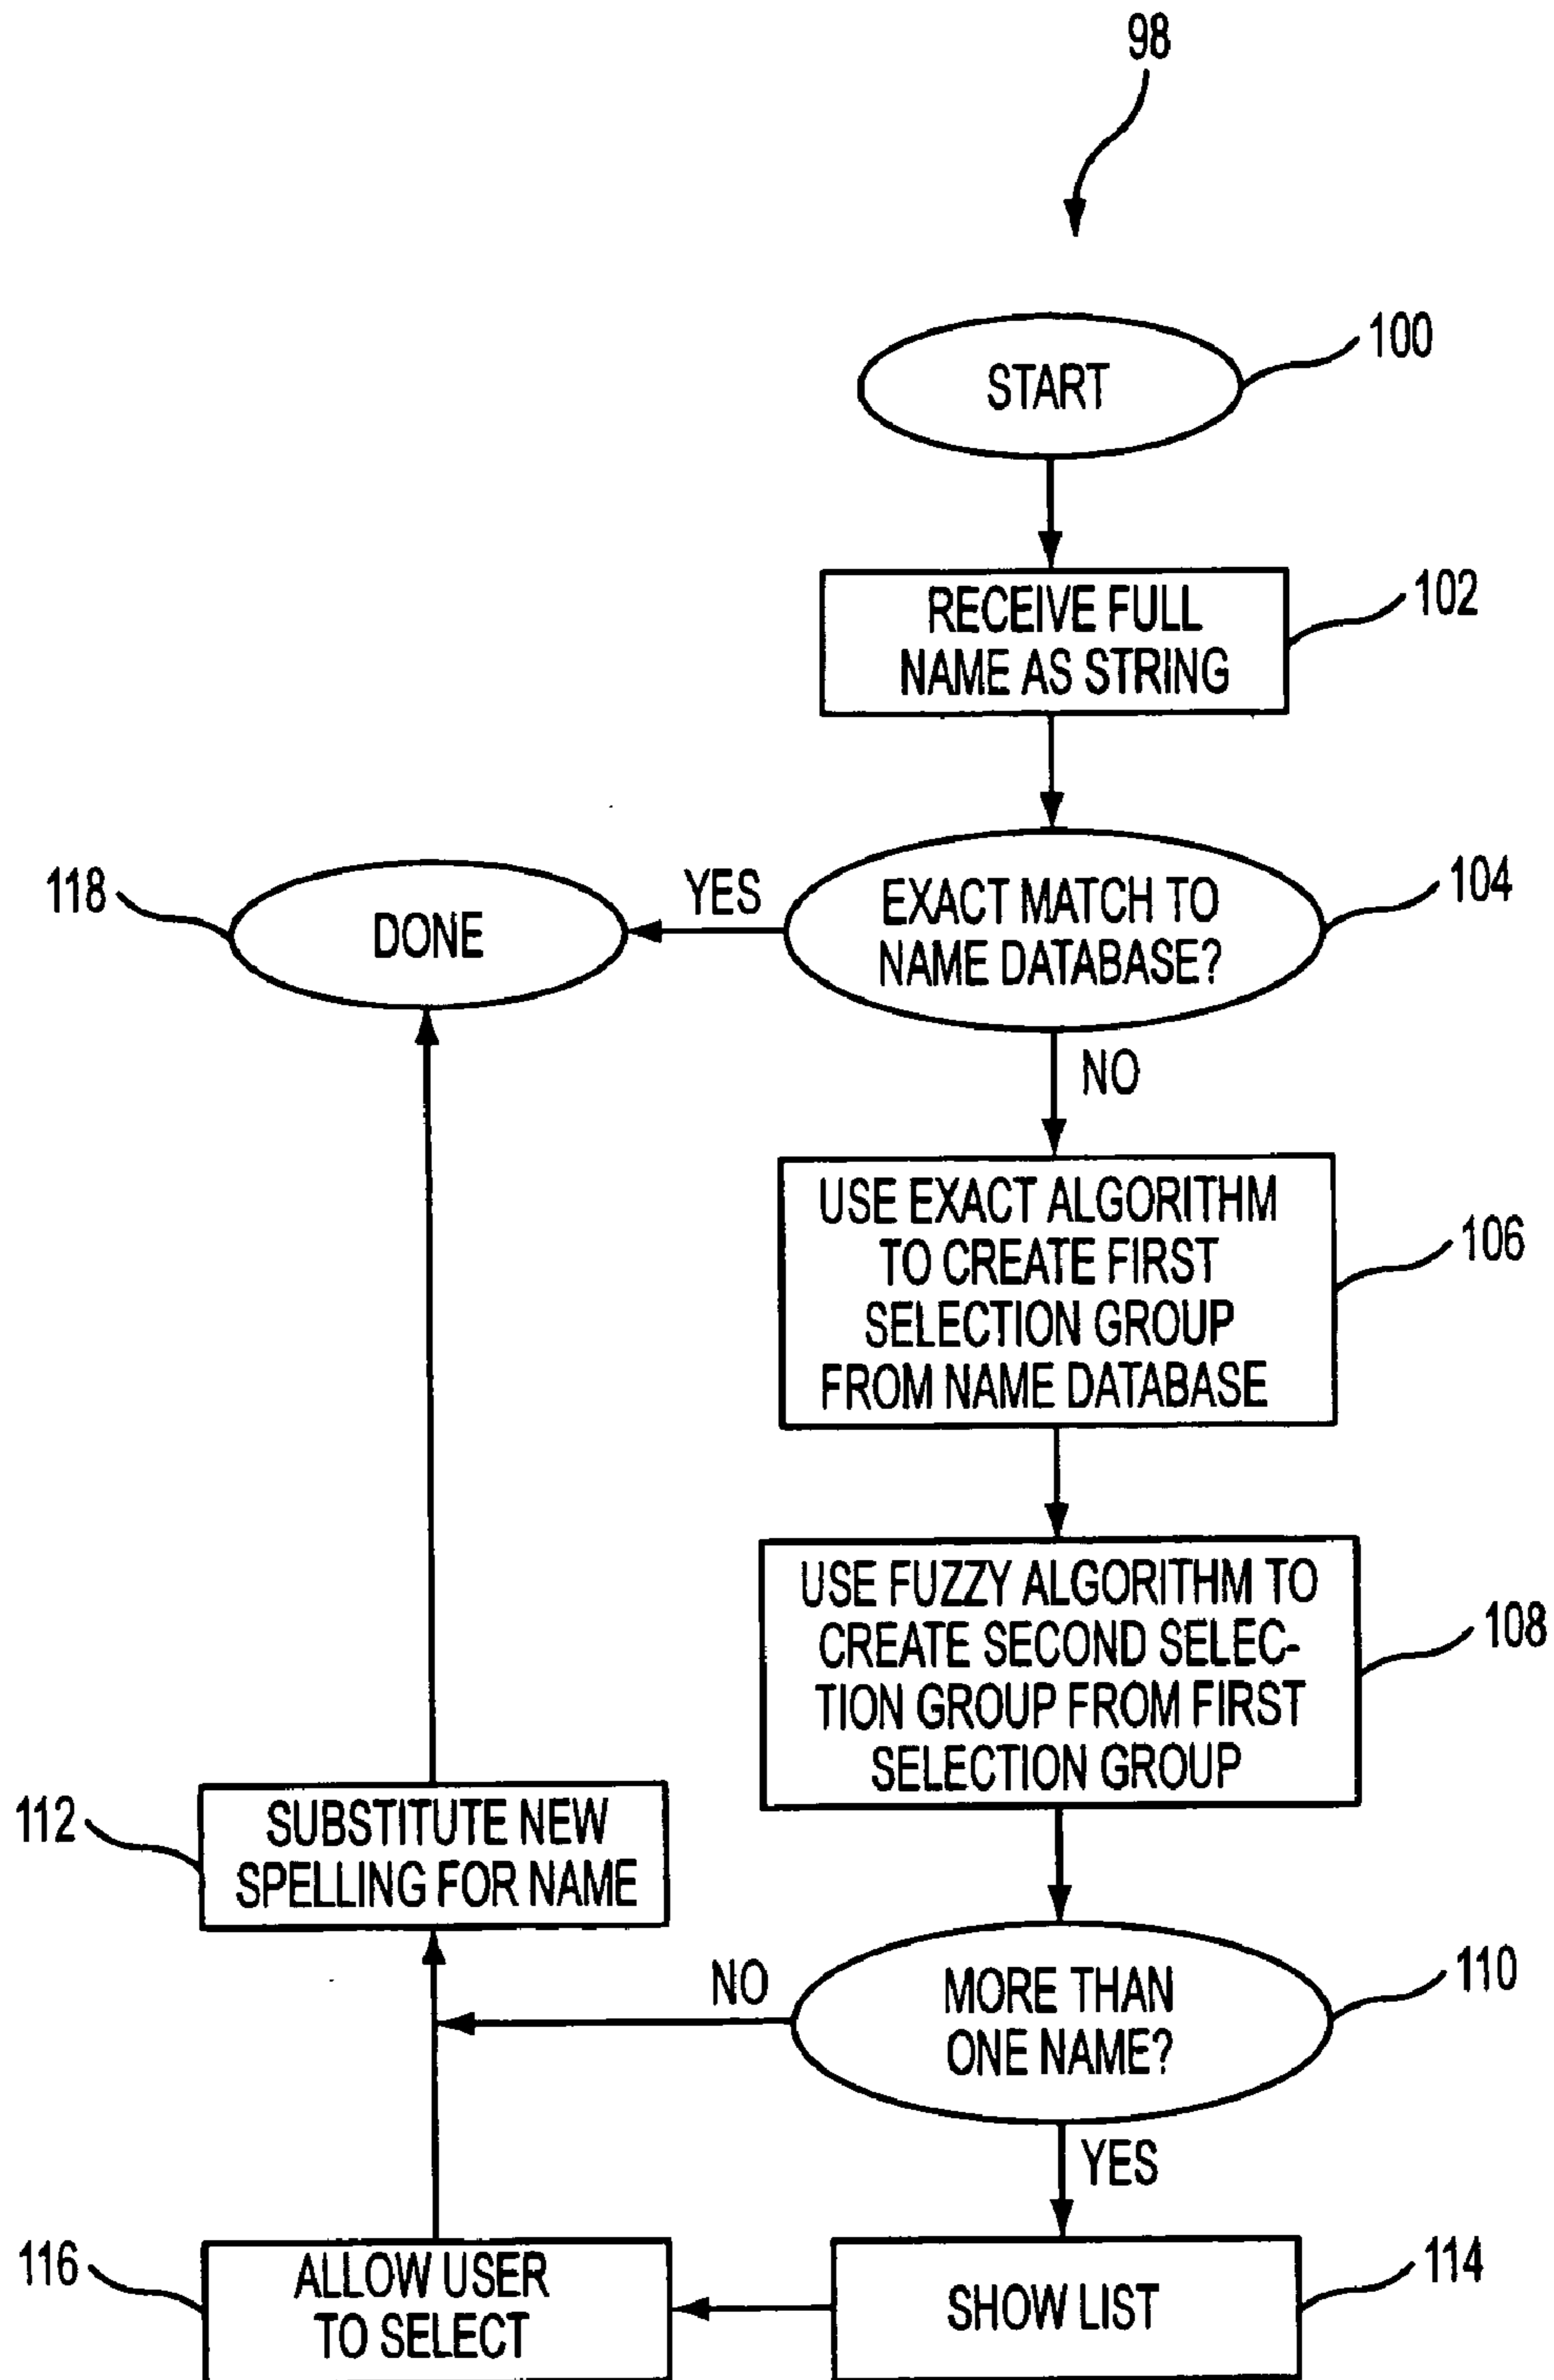 98
START
100
RECEIVE FULL
NAME AS STRING
102
EXACT MATCH TO
NAME DATABASE?
104
YES
DONE
118
NO
USE EXACT ALGORITHM
TO CREATE FIRST
SELECTION GROUP
FROM NAME DATABASE
106
USE FUZZY ALGORITHM TO
CREATE SECOND SELEC-
TION GROUP FROM FIRST
SELECTION GROUP
108
112
SUBSTITUTE NEW
SPELLING FOR NAME
NO
MORE THAN
ONE NAME?
110
YES
116
ALLOW USER
TO SELECT
SHOW LIST
114